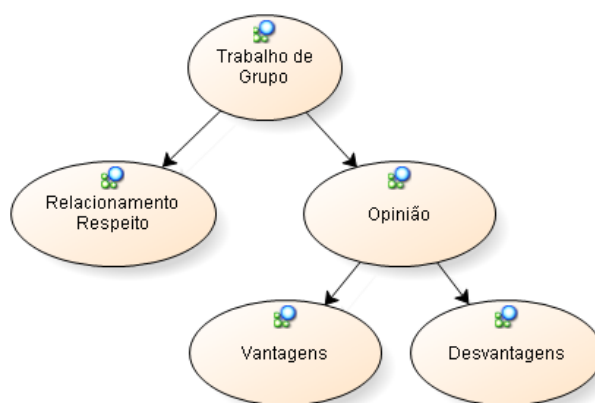 Trabalho de
Grupo
Relacionamento
Respeito
Opinião
Vantagens
Desvantagens